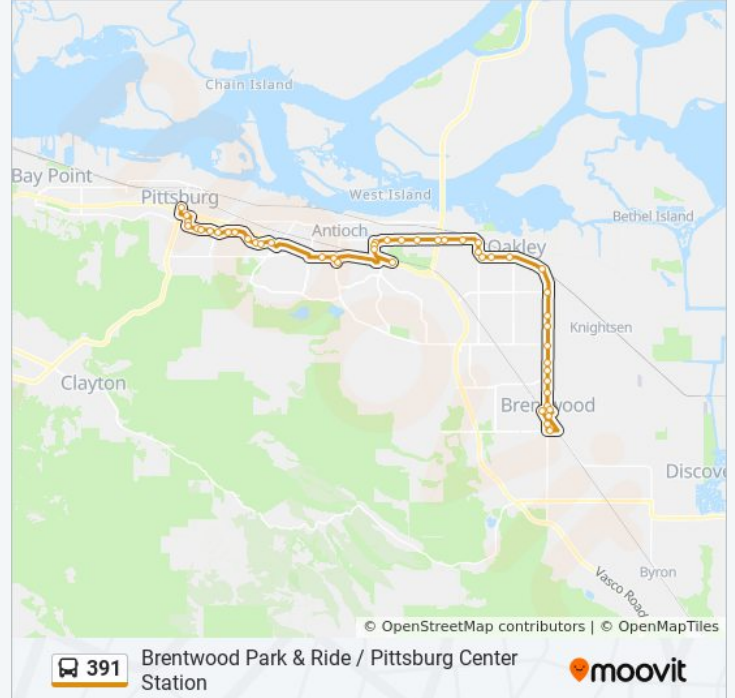 Chain Island
Bay Point
Pittsburg
West Island
Bethel Island
Antioch
Oakley
Knightsen
Clayton
Brentwood
Discov
Byron
Vasco Road
© OpenStreetMap contributors | © OpenMapTiles
391
Brentwood Park & Ride / Pittsburg Center
Station
moovit